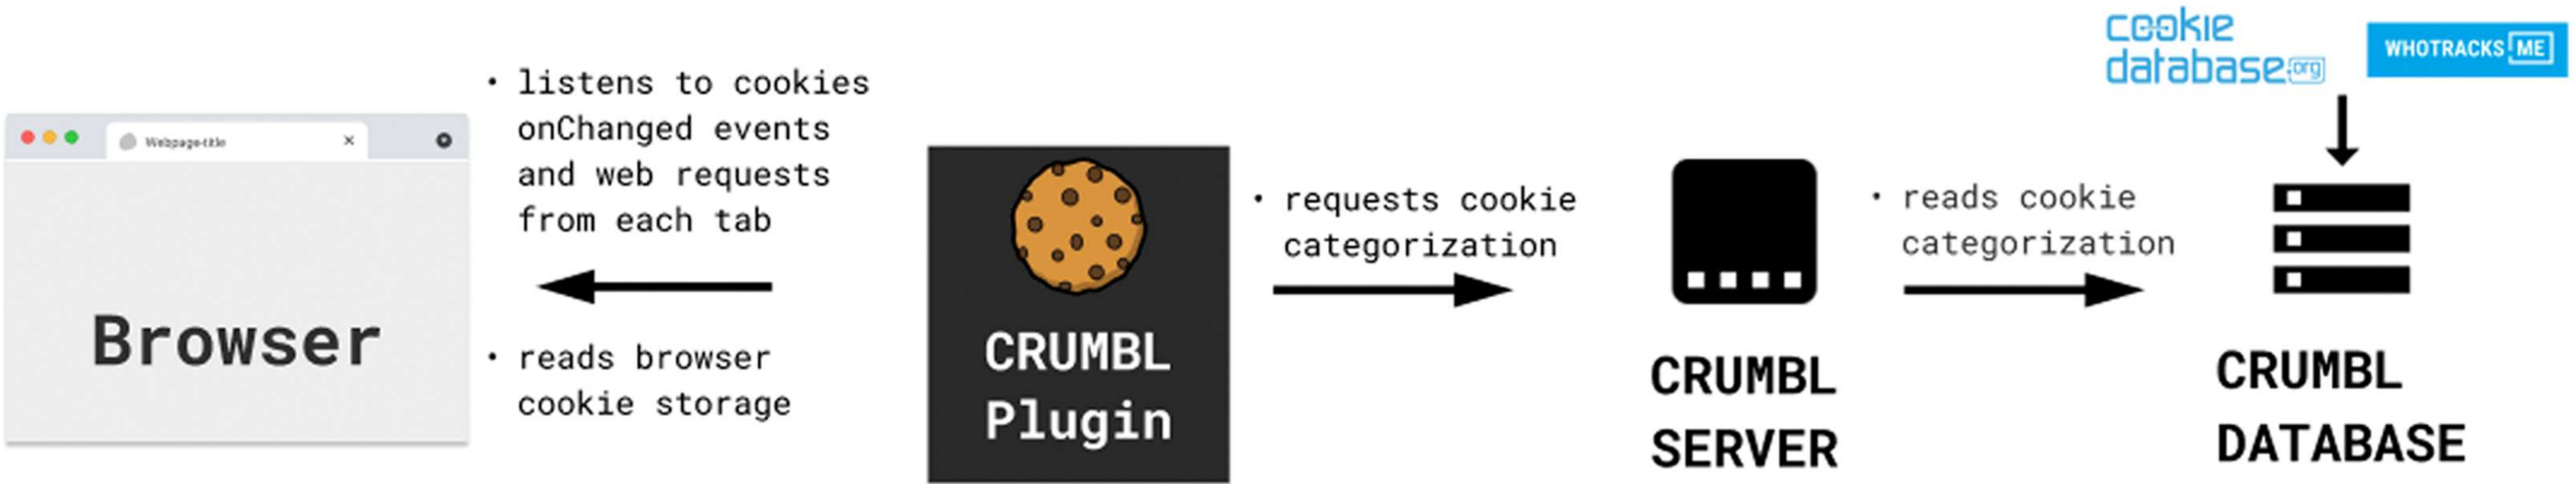 Webpage-title
Browser
• listens to cookies
onChanged events
and web requests
from each tab
• reads browser
cookie storage
CRUMBL
Plugin
• requests cookie
categorization
CRUMBL
SERVER
• reads cookie
categorization
cookie
database.org
WHOTRACKS ME
CRUMBL
DATABASE